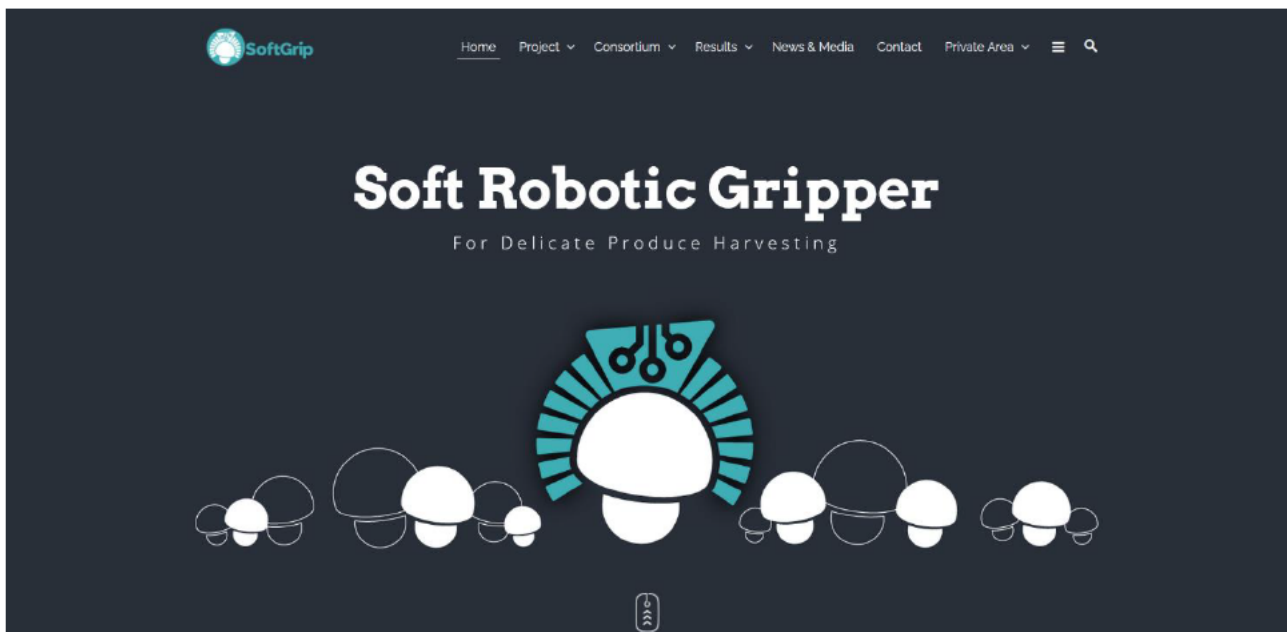 SoftGrip
Home Project Consortium Results News & Media Contact Private Area
Soft Robotic Gripper
For Delicate Produce Harvesting